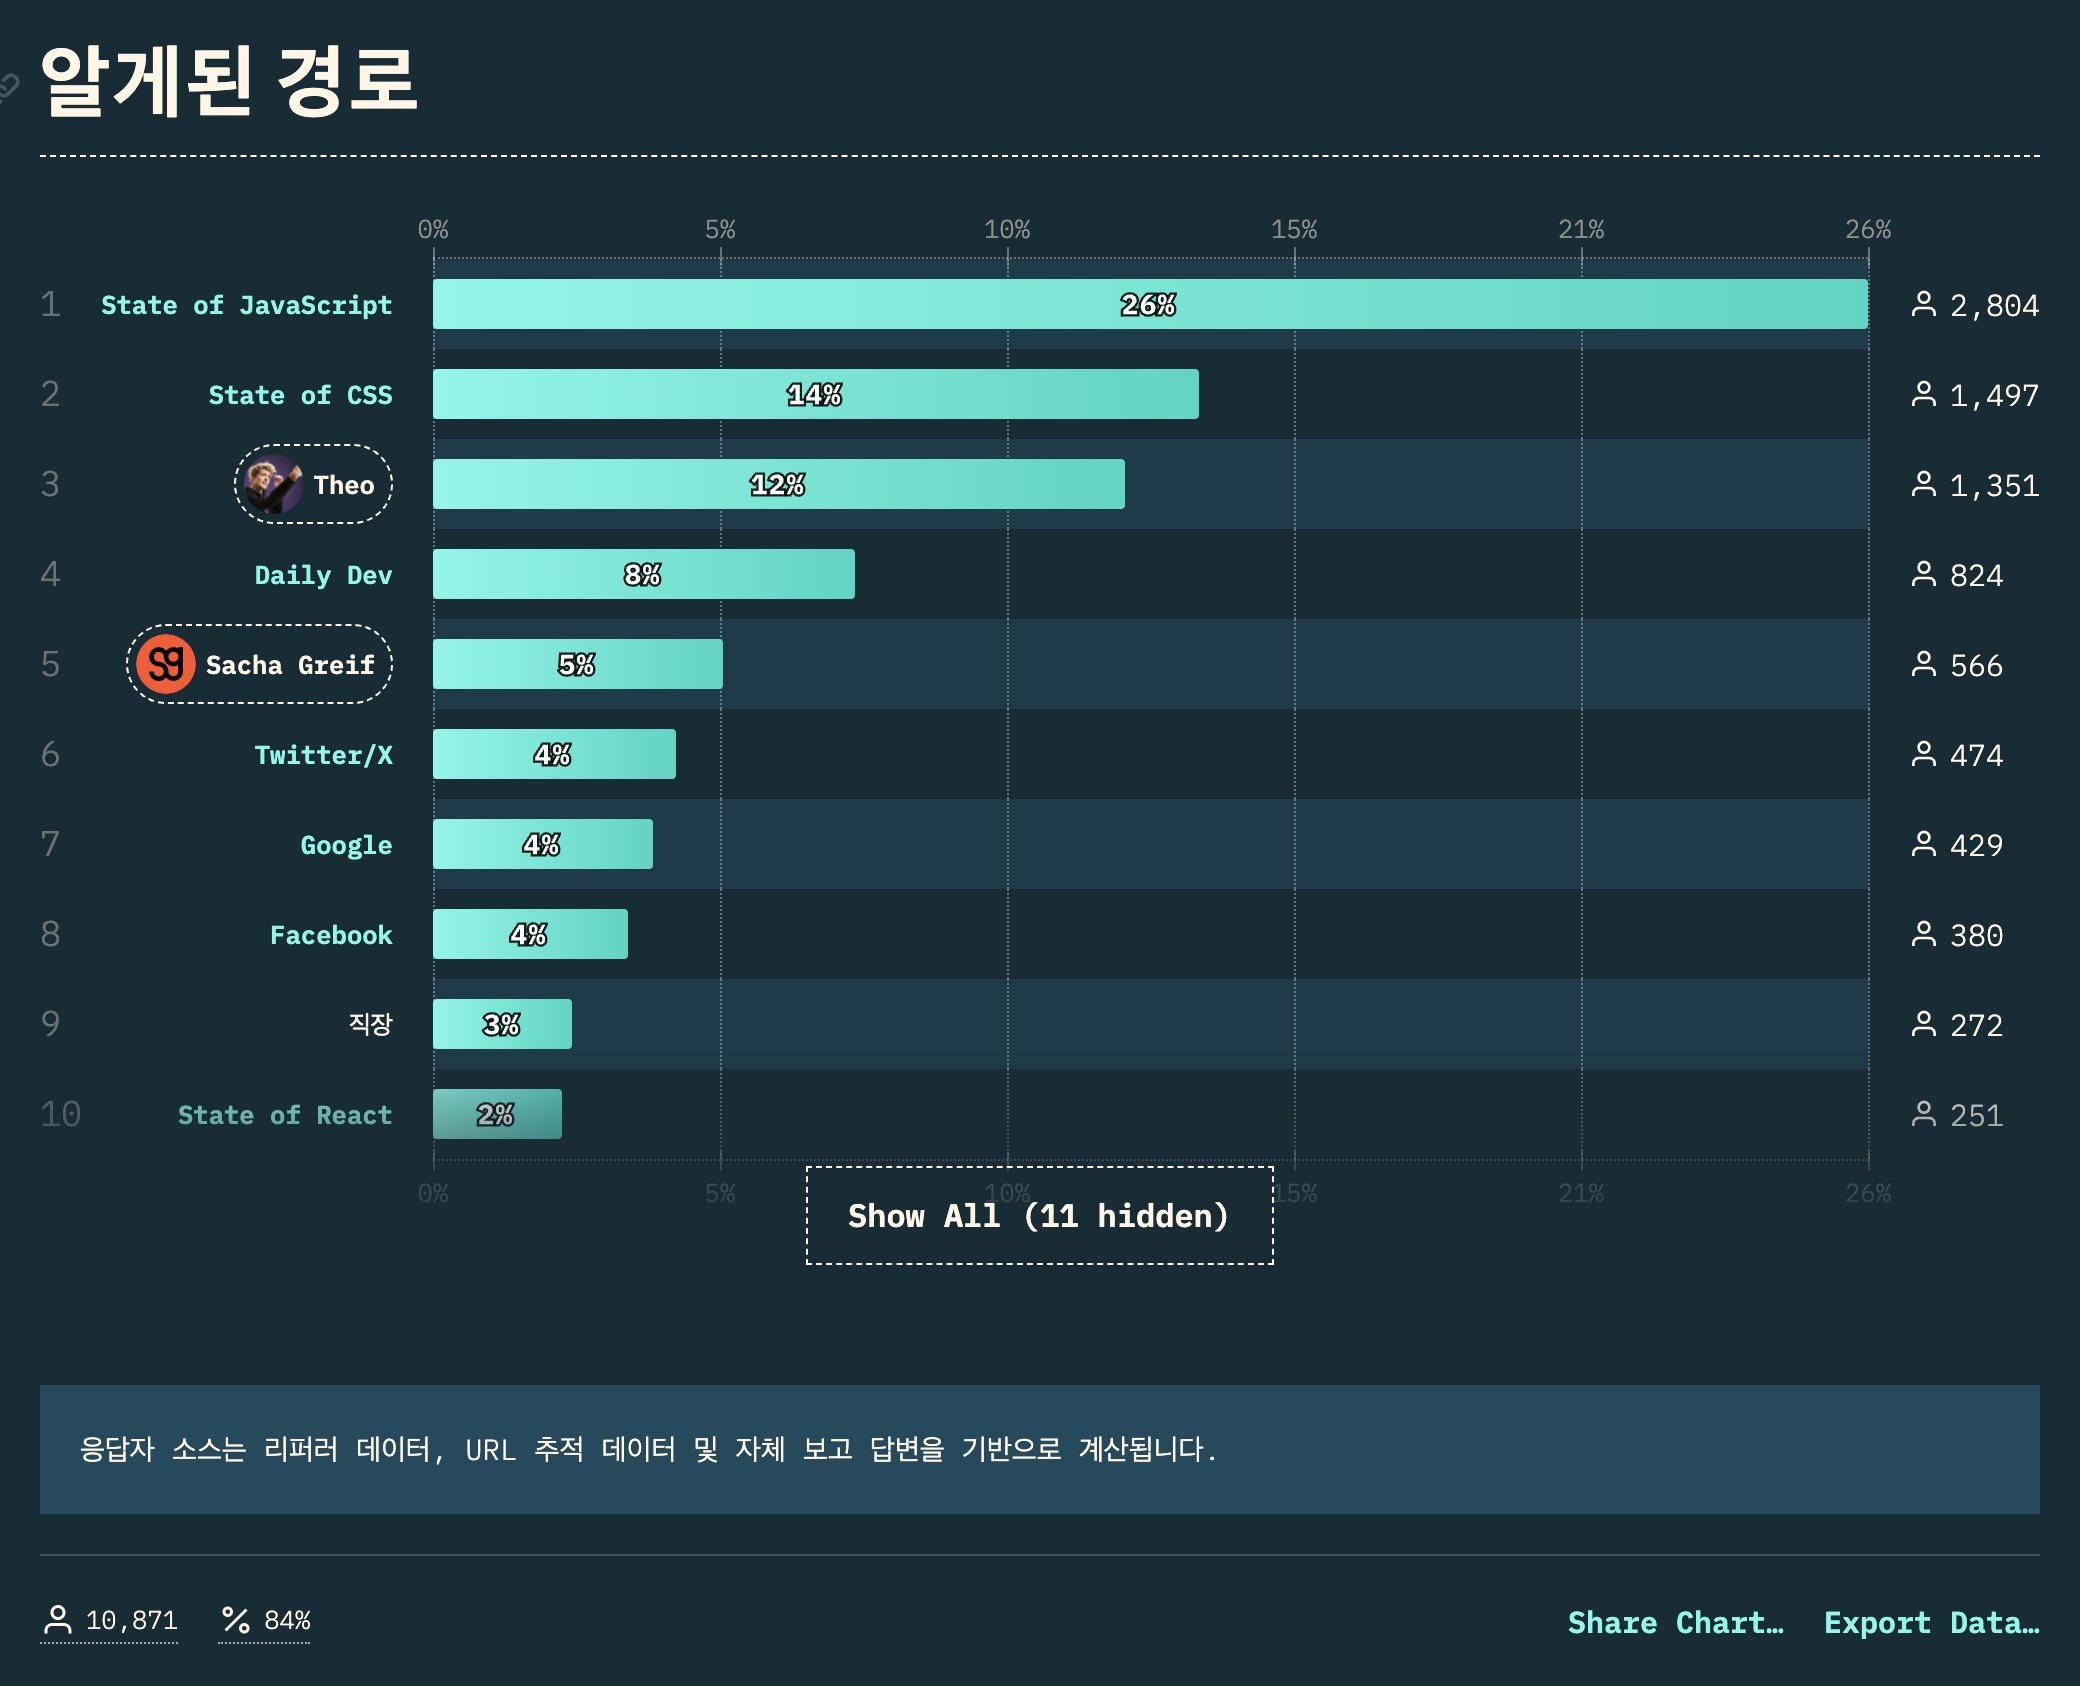 알게된 경로
0% 5% 10% 15% 21% 26%
1 State of JavaScript 26% 2,804
2 State of CSS 14% 1,497
3 Theo 12% 1,351
4 Daily Dev 8% 824
5 Sacha Greif 5% 566
6 Twitter/X 4% 474
7 Google 4% 429
8 Facebook 4% 380
9 직장 3% 272
10 State of React 2% 251
0% 5% 10% 15% 21% 26%
Show All (11 hidden)
응답자 소스는 리퍼러 데이터, URL 추적 데이터 및 자체 보고 답변을 기반으로 계산됩니다.
10,871 % 84% Share Chart… Export Data…